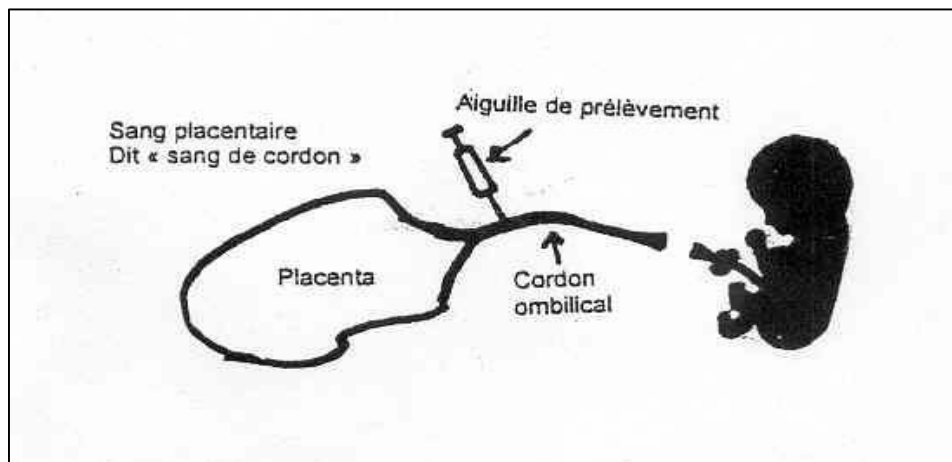 Aiguille de prélèvement
Sang placentaire
Dit « sang de cordon »
Placenta
Cordon
ombilical